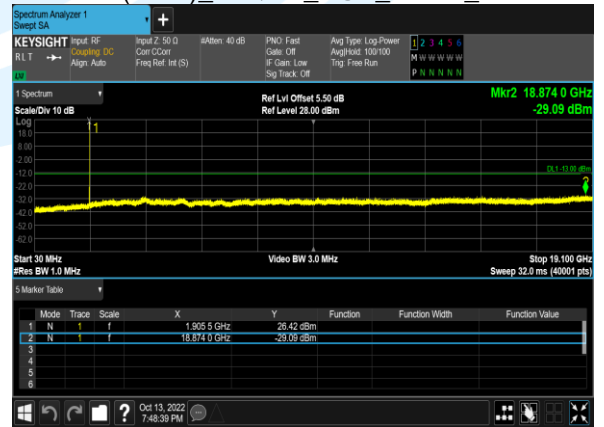 Spectrum Analyzer 1
Swept SA
+
KEYSIGHT Input: RF Input Z: 50 Ω #Atten: 40 dB PNO: Fast Avg Type: Log-Power 1 2 3 4 5 6
RLT Coupling: DC Corr CCorr Gate: Off Avg|Hold: 100/100 M W W W W W
Align: Auto Freq Ref: Int (S) IF Gain: Low Trig: Free Run
LW Sig Track: Off P N N N N N
1 Spectrum
Ref Lvl Offset 5.50 dB Mkr2 18.874 0 GHz
Scale/Div 10 dB Ref Level 28.00 dBm -29.09 dBm
Log
1
18.0
8.00
-2.00
-12.0 DL1 -13.00 dBm
-22.0
-32.0
-42.0
-52.0
-62.0
Start 30 MHz Video BW 3.0 MHz Stop 19.100 GHz
#Res BW 1.0 MHz Sweep 32.0 ms (40001 pts)
5 Marker Table
Mode Trace Scale X Y Function Function Width Function Value
1 N 1 f 1.905 5 GHz 26.42 dBm
2 N 1 f 18.874 0 GHz -29.09 dBm
3
4
5
6
? Oct 13, 2022
7:48:39 PM